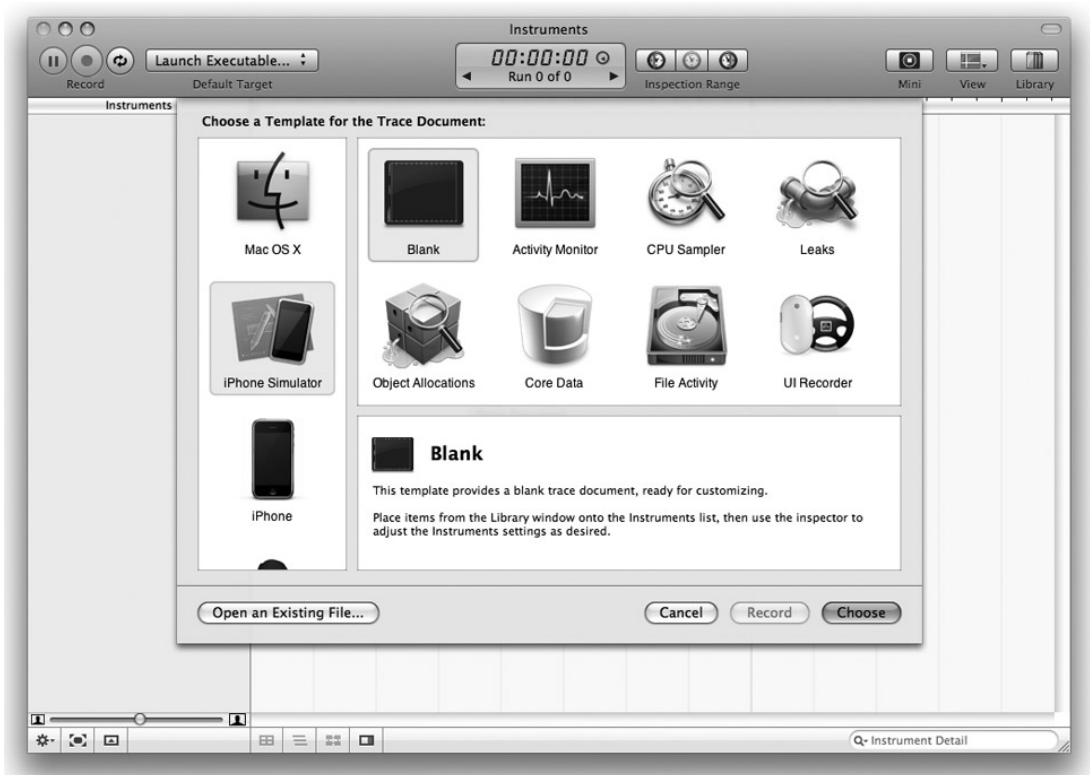 Instruments
Launch Executable...
00:00:00
Run 0 of 0
Record
Default Target
Inspection Range
Mini
View
Library
Instruments
Choose a Template for the Trace Document:
Mac OS X
iPhone Simulator
iPhone
Blank
Activity Monitor
CPU Sampler
Leaks
Object Allocations
Core Data
File Activity
UI Recorder
Blank
This template provides a blank trace document, ready for customizing.
Place items from the Library window onto the Instruments list, then use the inspector to
adjust the Instruments settings as desired.
Open an Existing File...
Cancel
Record
Choose
Instrument Detail